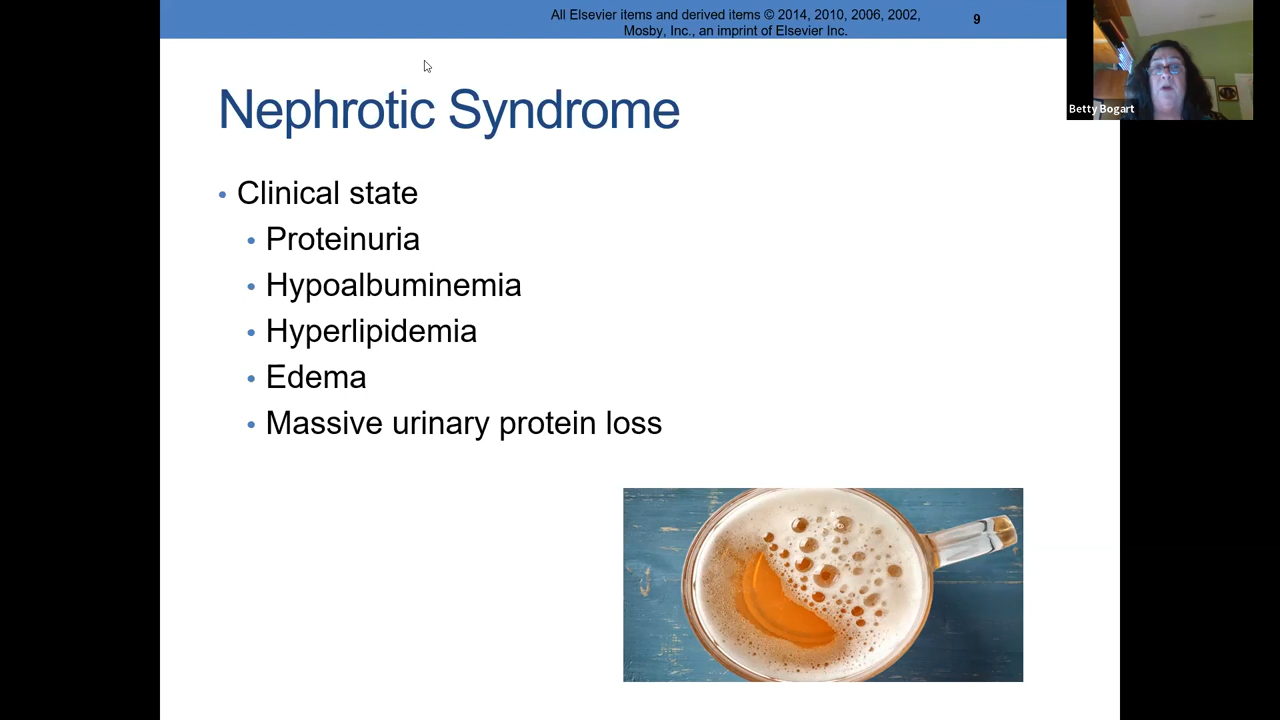 All Elsevier items and derived items © 2014, 2010, 2006, 2002,
Mosby, Inc., an imprint of Elsevier Inc.
9
Betty Bogart
Nephrotic Syndrome
• Clinical state
• Proteinuria
• Hypoalbuminemia
• Hyperlipidemia
• Edema
• Massive urinary protein loss